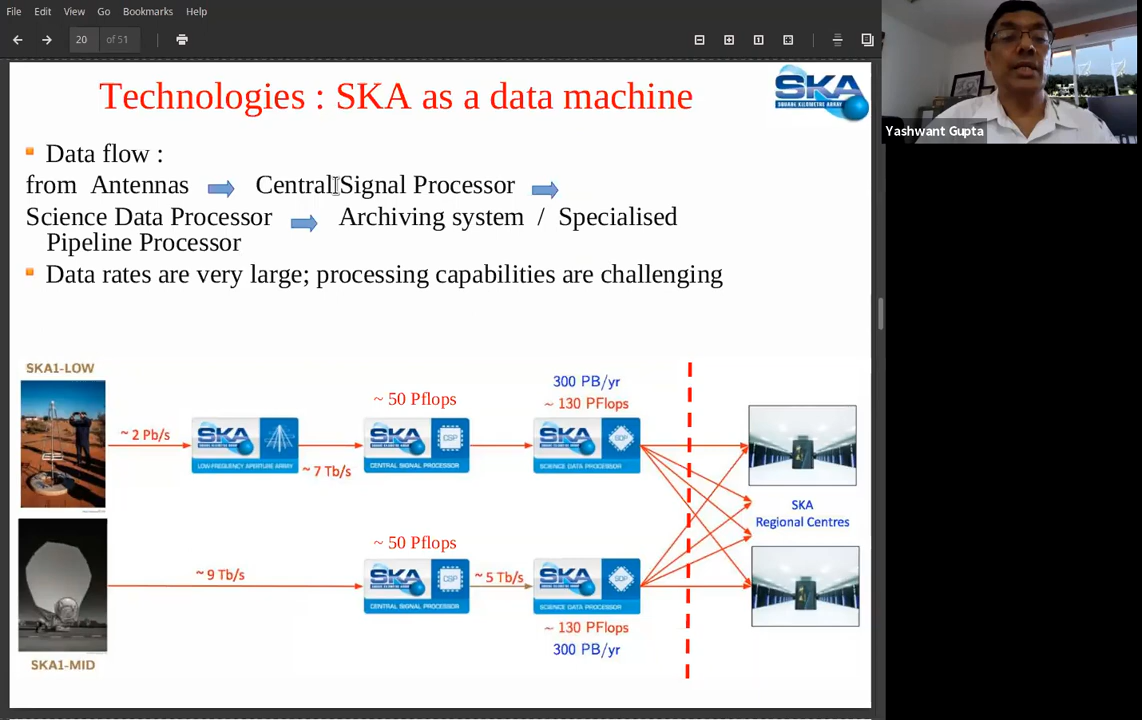 File Edit View Go Bookmarks Help
20 of 51
Yashwant Gupta
Technologies : SKA as a data machine
SKA
SQUARE KILOMETRE ARRAY
Data flow :
from Antennas Central Signal Processor
Science Data Processor Archiving system / Specialised
Pipeline Processor
Data rates are very large; processing capabilities are challenging
SKA1-LOW
~ 2 Pb/s
SKA
LOW-FREQUENCY APERTURE ARRAY
~ 7 Tb/s
~ 50 Pflops
SKA
CSP
CENTRAL SIGNAL PROCESSOR
300 PB/yr
~ 130 PFlops
SKA
SDP
SCIENCE DATA PROCESSOR
SKA
Regional Centres
SKA1-MID
~ 9 Tb/s
~ 50 Pflops
SKA
CSP
CENTRAL SIGNAL PROCESSOR
~ 5 Tb/s
SKA
SDP
SCIENCE DATA PROCESSOR
~ 130 PFlops
300 PB/yr